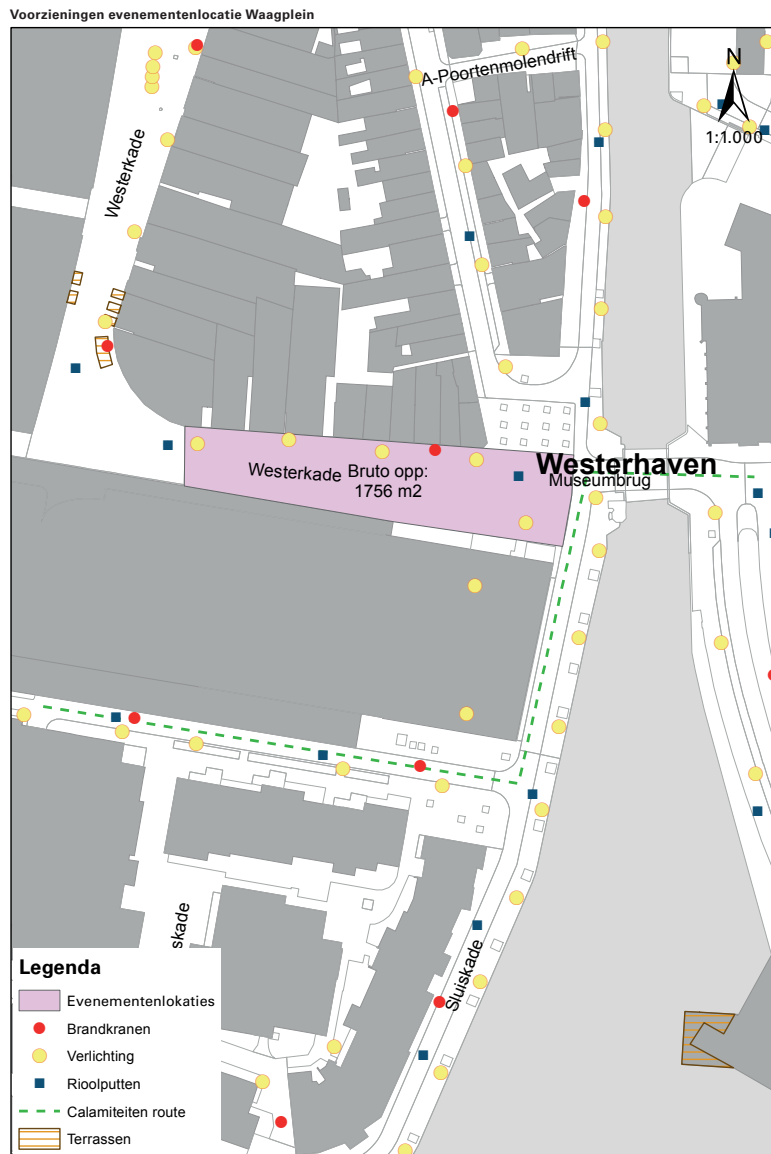 Voorzieningen evenementenlocatie Waagplein
A-Poortenmolendrift
N
1:1.000
Westerkade
Westerkade Bruto opp:
1756 m2
Westerhaven
Museumbrug
skade
Sluiskade
Legenda
Evenementenlokaties
Brandkranen
Verlichting
Rioolputten
Calamiteiten route
Terrassen